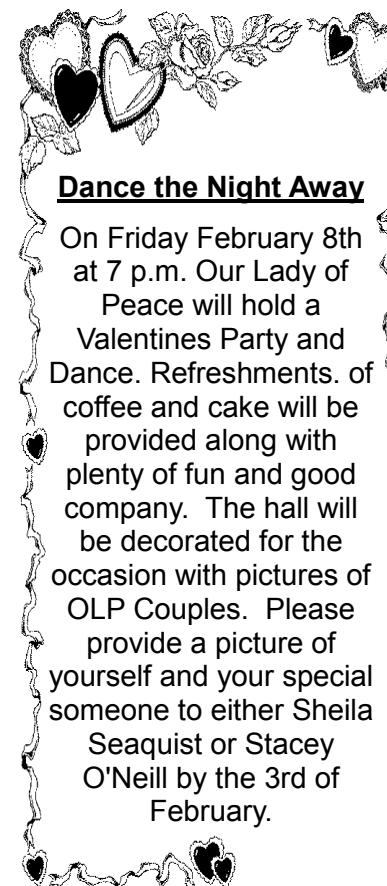 Dance the Night Away
On Friday February 8th
at 7 p.m. Our Lady of
Peace will hold a
Valentines Party and
Dance. Refreshments. of
coffee and cake will be
provided along with
plenty of fun and good
company.  The hall will
be decorated for the
occasion with pictures of
OLP Couples.  Please
provide a picture of
yourself and your special
someone to either Sheila
Seaquist or Stacey
O'Neill by the 3rd of
February.